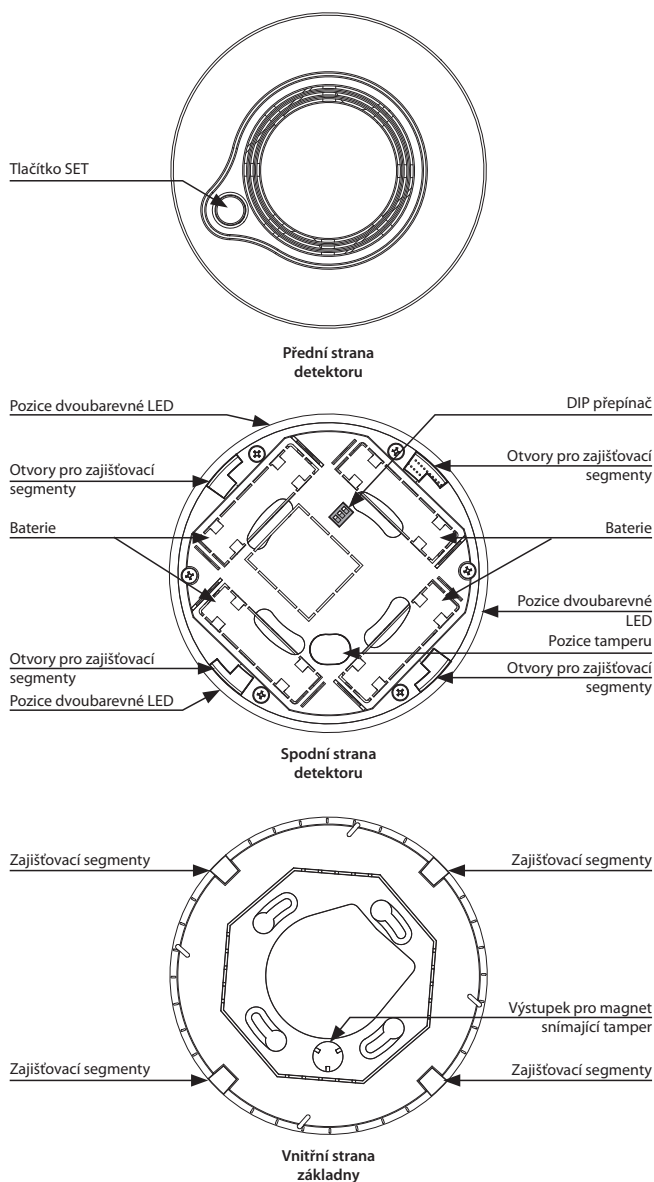 Tlačítko SET
Přední strana
detektoru
Pozice dvoubarevné LED
DIP přepínač
Otvory pro zajišťovací
segmenty
Otvory pro zajišťovací
segmenty
Baterie
Baterie
Pozice dvoubarevné
LED
Pozice tamperu
Otvory pro zajišťovací
segmenty
Otvory pro zajišťovací
segmenty
Pozice dvoubarevné LED
Spodní strana
detektoru
Zajišťovací segmenty
Zajišťovací segmenty
Výstupek pro magnet
snímající tamper
Zajišťovací segmenty
Zajišťovací segmenty
Vnitřní strana
základny